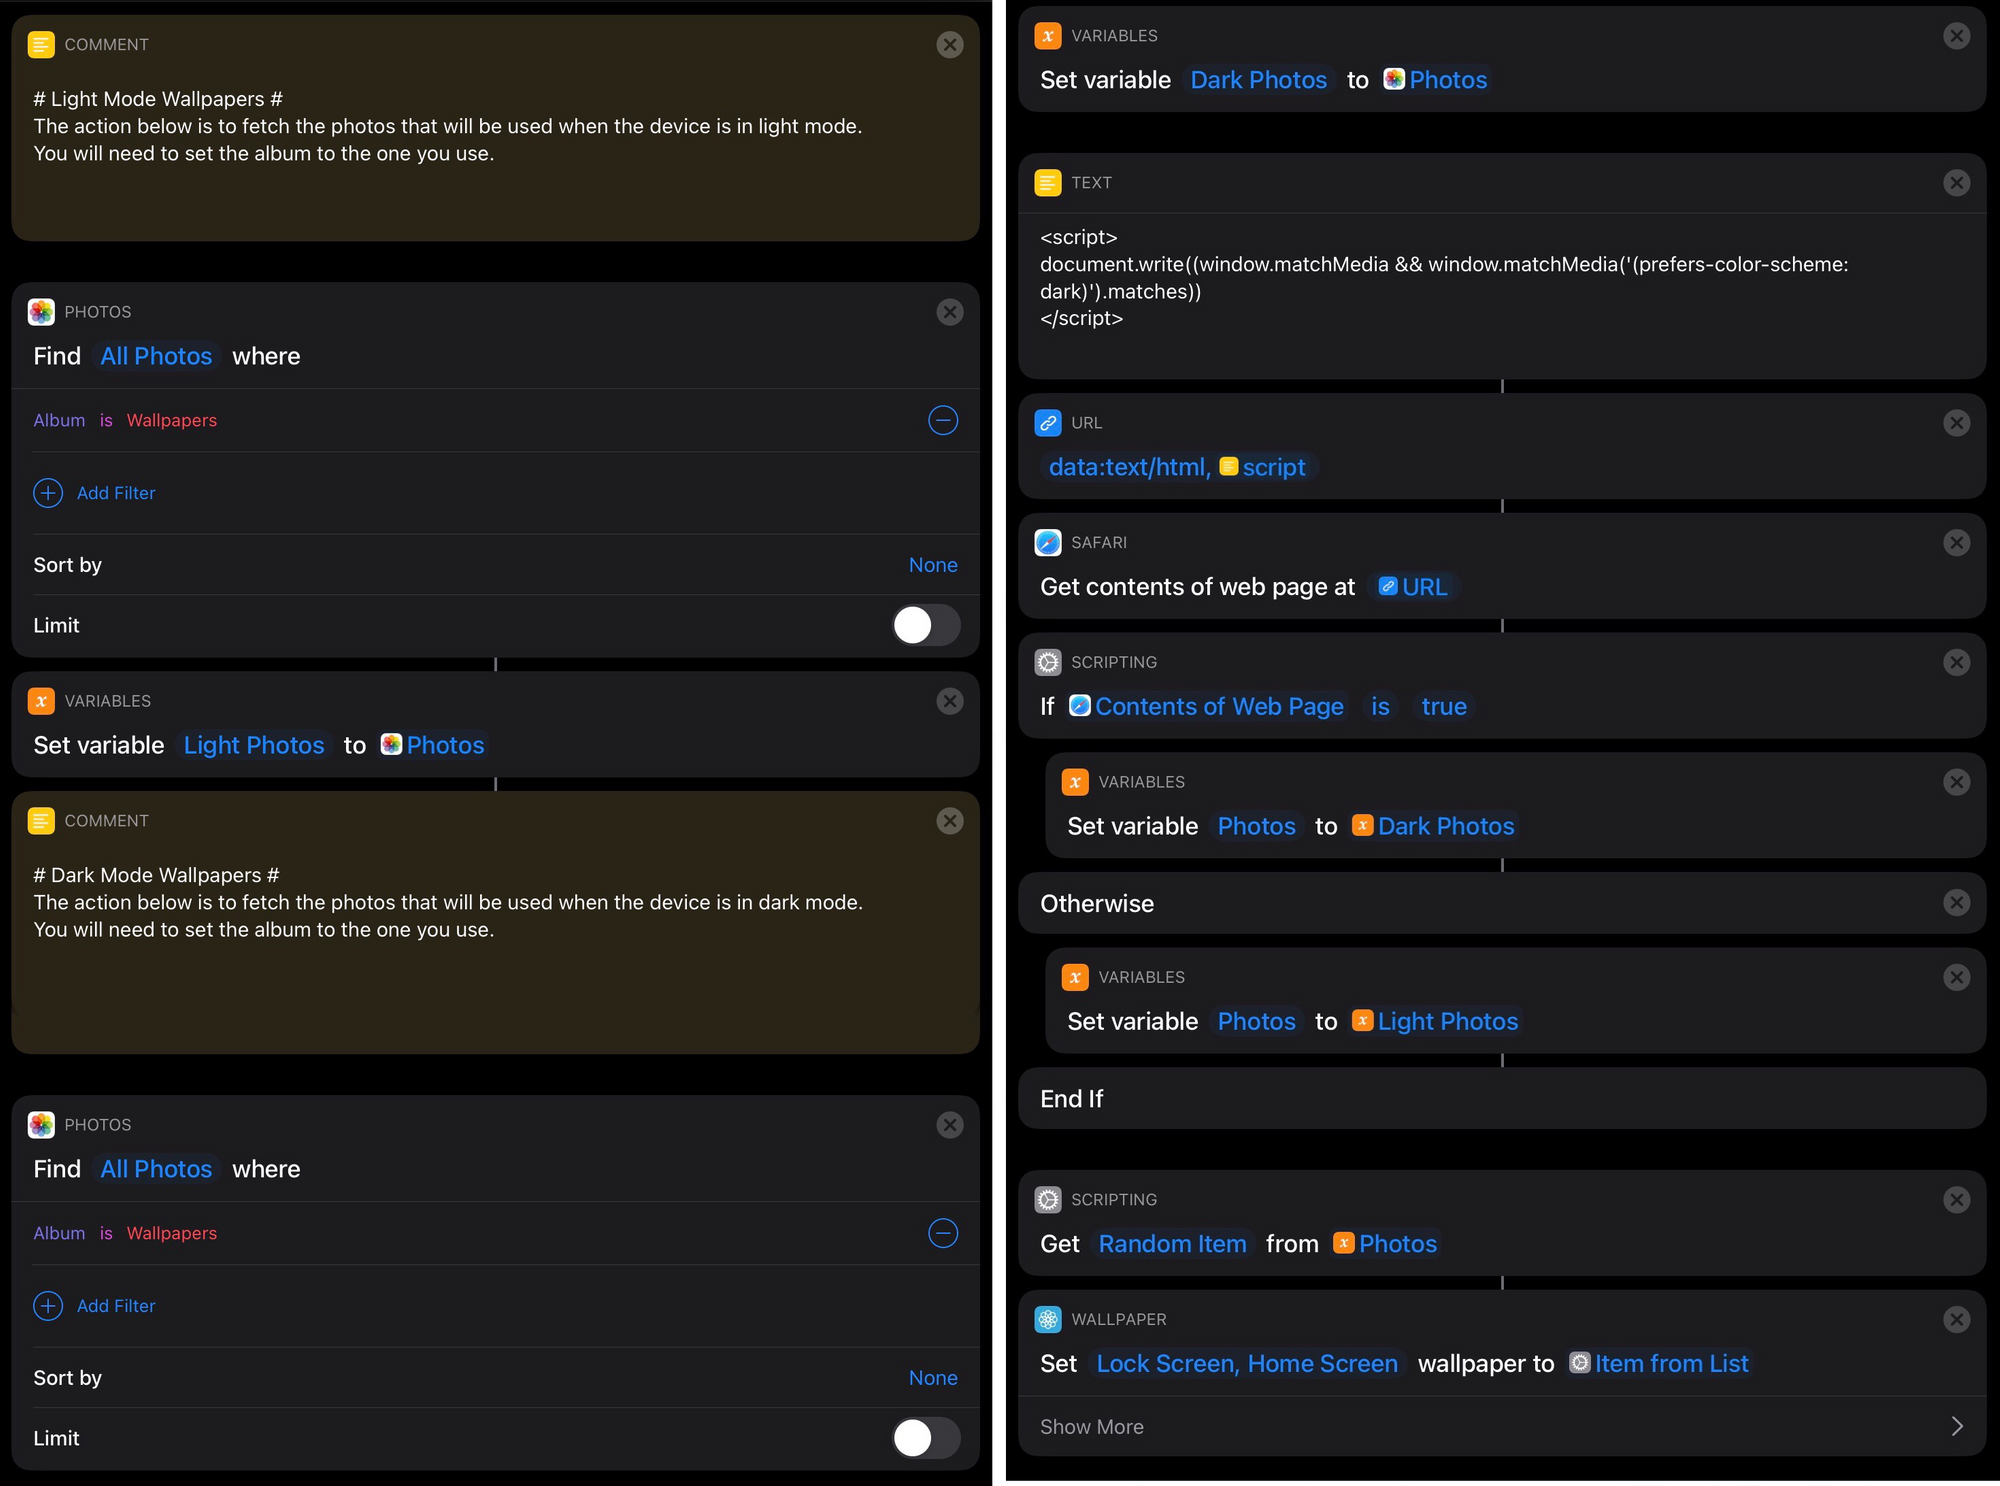 COMMENT
# Light Mode Wallpapers #
The action below is to fetch the photos that will be used when the device is in light mode.
You will need to set the album to the one you use.
PHOTOS
Find All Photos where
Album is Wallpapers
Add Filter
Sort by None
Limit
VARIABLES
Set variable Light Photos to Photos
COMMENT
# Dark Mode Wallpapers #
The action below is to fetch the photos that will be used when the device is in dark mode.
You will need to set the album to the one you use.
PHOTOS
Find All Photos where
Album is Wallpapers
Add Filter
Sort by None
Limit
VARIABLES
Set variable Dark Photos to Photos
TEXT
<script>
document.write((window.matchMedia && window.matchMedia('(prefers-color-scheme:
dark)').matches))
</script>
URL
data:text/html, script
SAFARI
Get contents of web page at URL
SCRIPTING
If Contents of Web Page is true
VARIABLES
Set variable Photos to Dark Photos
Otherwise
VARIABLES
Set variable Photos to Light Photos
End If
SCRIPTING
Get Random Item from Photos
WALLPAPER
Set Lock Screen, Home Screen wallpaper to Item from List
Show More